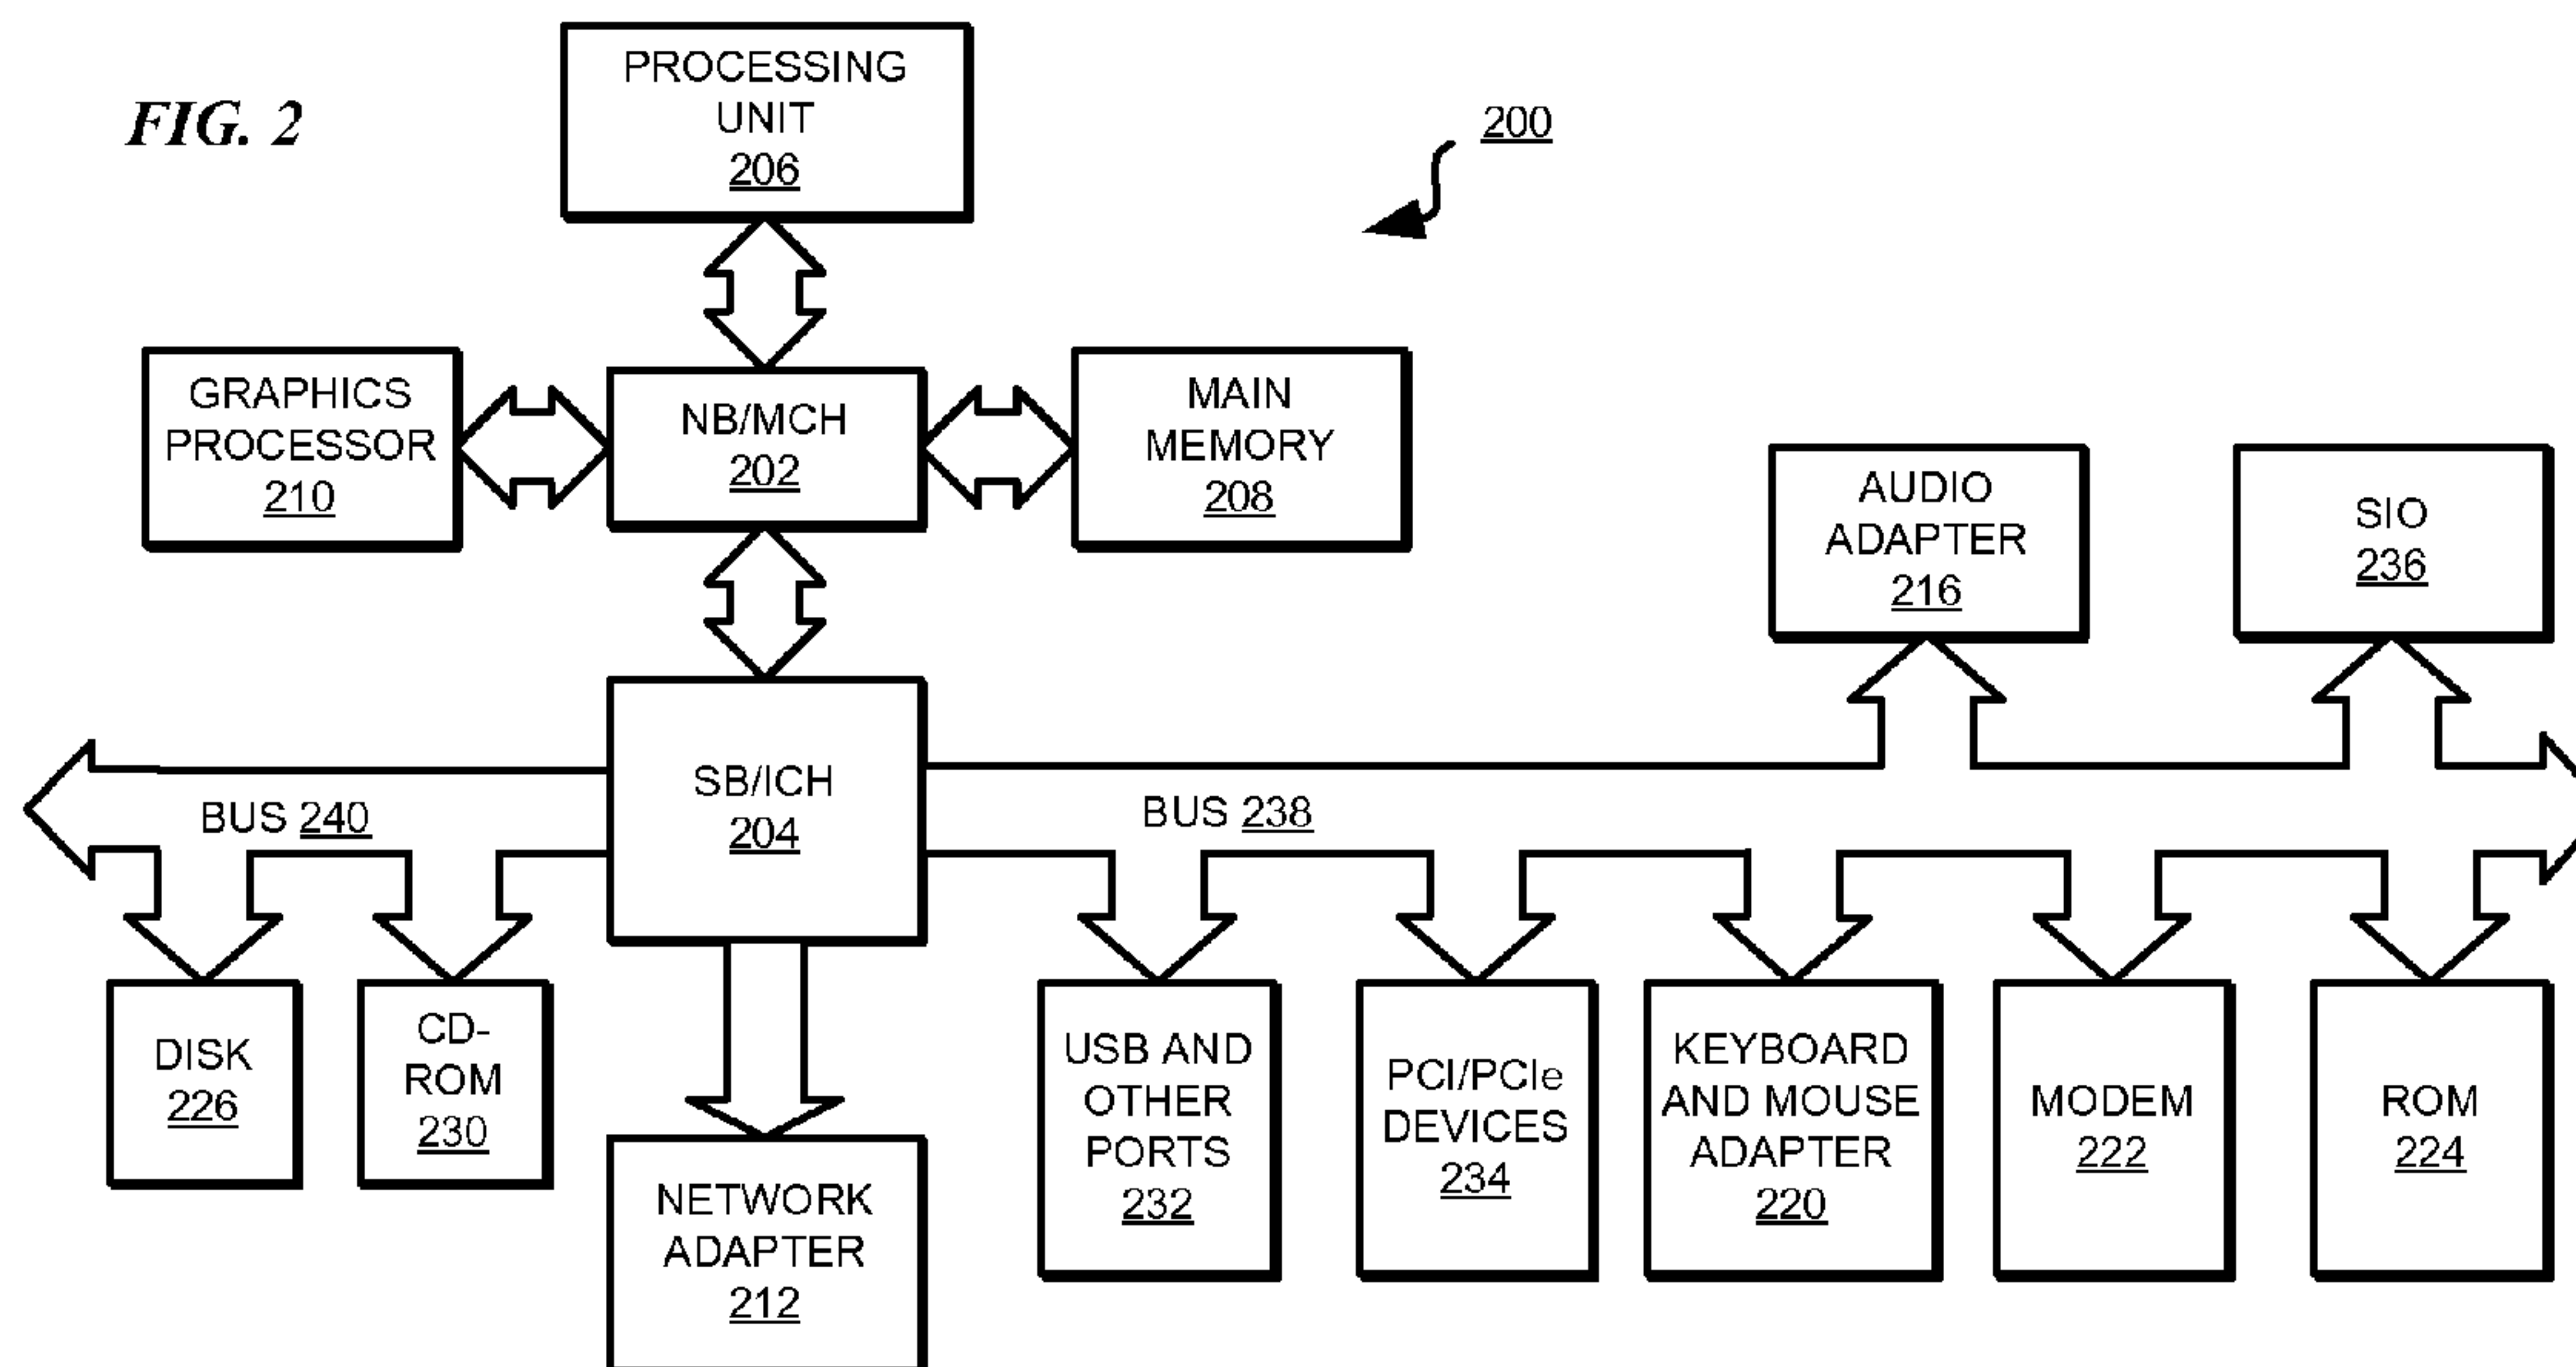 FIG. 2
PROCESSING
UNIT
206
200
GRAPHICS
PROCESSOR
210
NB/MCH
202
MAIN
MEMORY
208
AUDIO
ADAPTER
216
SIO
236
SB/ICH
204
BUS 240
BUS 238
DISK
226
CD-
ROM
230
NETWORK
ADAPTER
212
USB AND
OTHER
PORTS
232
PCI/PCIe
DEVICES
234
KEYBOARD
AND MOUSE
ADAPTER
220
MODEM
222
ROM
224